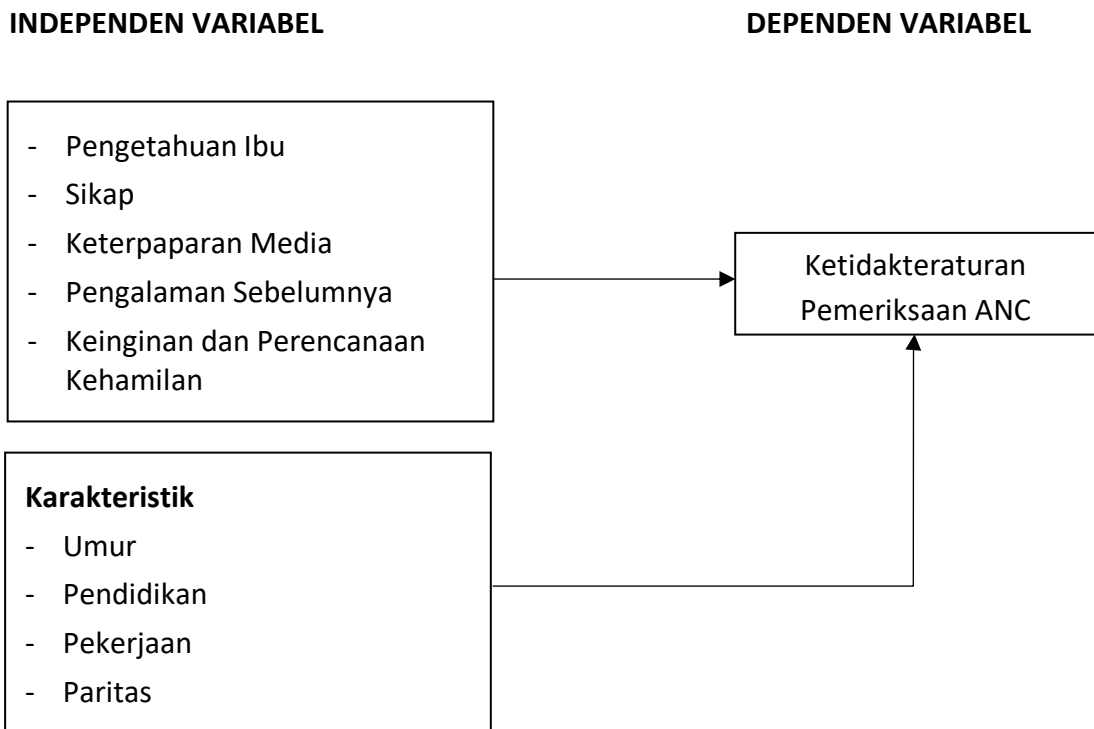 INDEPENDEN VARIABEL
DEPENDEN VARIABEL
- Pengetahuan Ibu
- Sikap
- Keterpaparan Media
- Pengalaman Sebelumnya
- Keinginan dan Perencanaan
Kehamilan
Ketidakteraturan
Pemeriksaan ANC
Karakteristik
- Umur
- Pendidikan
- Pekerjaan
- Paritas